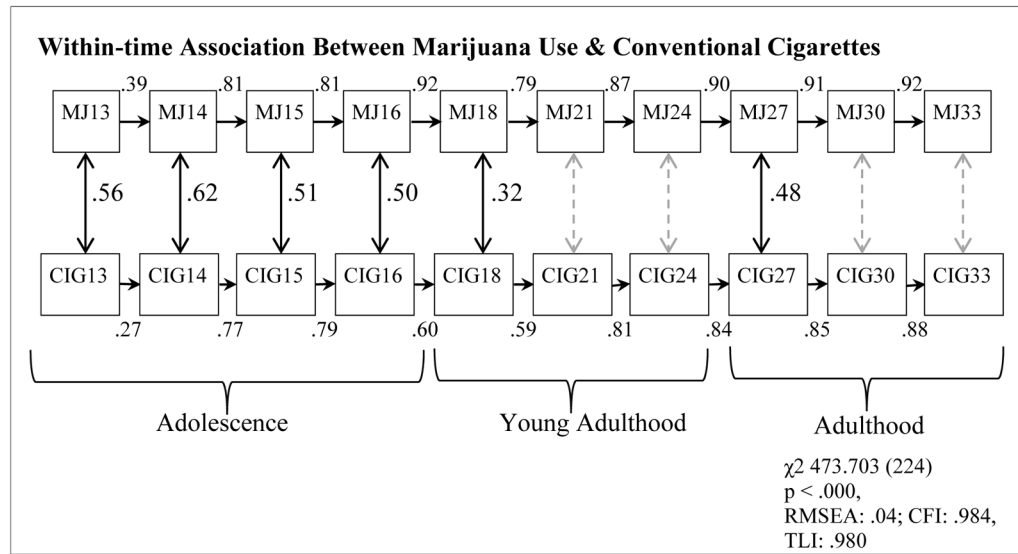 Within-time Association Between Marijuana Use & Conventional Cigarettes
.39 .81 .81 .92 .79 .87 .90 .91 .92
MJ13 MJ14 MJ15 MJ16 MJ18 MJ21 MJ24 MJ27 MJ30 MJ33
.56 .62 .51 .50 .32 .48
CIG13 CIG14 CIG15 CIG16 CIG18 CIG21 CIG24 CIG27 CIG30 CIG33
.27 .77 .79 .60 .59 .81 .84 .85 .88
Adolescence Young Adulthood Adulthood
χ2 473.703 (224)
p < .000,
RMSEA: .04; CFI: .984,
TLI: .980